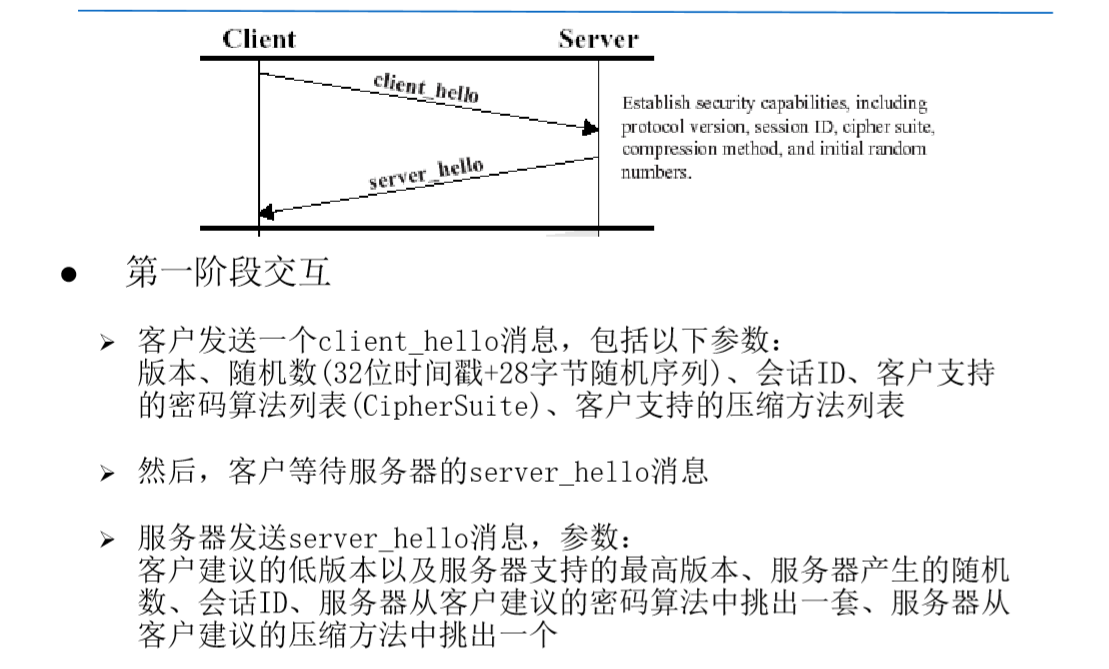 Client Server
client_hello
Establish security capabilities, including
protocol version, session ID, cipher suite,
compression method, and initial random
numbers.
server_hello
● 第一阶段交互
➢ 客户发送一个client_hello消息，包括以下参数：
版本、随机数(32位时间戳+28字节随机序列)、会话ID、客户支持
的密码算法列表(CipherSuite)、客户支持的压缩方法列表
➢ 然后，客户等待服务器的server_hello消息
➢ 服务器发送server_hello消息，参数：
客户建议的低版本以及服务器支持的最高版本、服务器产生的随机
数、会话ID、服务器从客户建议的密码算法中挑出一套、服务器从
客户建议的压缩方法中挑出一个